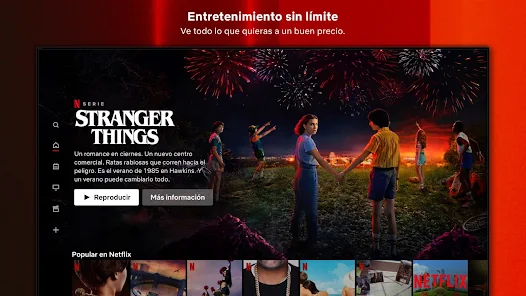 Entretenimiento sin límite
Ve todo lo que quieras a un buen precio.
N SERIE
STRANGER
THINGS
Un romance en ciernes. Un nuevo centro
comercial. Ratas rabiosas que corren hacia el
peligro. Es el verano de 1985 en Hawkins. Y
un verano puede cambiarlo todo.
Reproducir
Más información
Popular en Netflix
N
N
N
N
N
NETFLIX